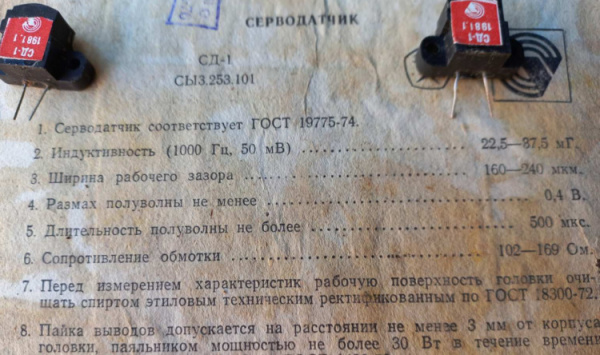 СЕРВОДАТЧИК
СД-1
1981.1
СД-1
1981.1
СД-1
СЫ3.253.101
1. Серводатчик соответствует ГОСТ 19775-74.
2. Индуктивность (1000 Гц, 50 мВ) .......................... 22,5—37,5 мГ.
3. Ширина рабочего зазора .......................... 160—240 мкм.
4. Размах полуволны не менее .......................... 0,4 В.
5. Длительность полуволны не более .......................... 500 мкс.
6. Сопротивление обмотки .......................... 102—169 Ом.
7. Перед измерением характеристик рабочую поверхность головки очи-
щать спиртом этиловым техническим ректификованным по ГОСТ 18300-72.
8. Пайка выводов допускается на расстоянии не менее 3 мм от корпуса
головки, паяльником мощностью не более 30 Вт в течение времени